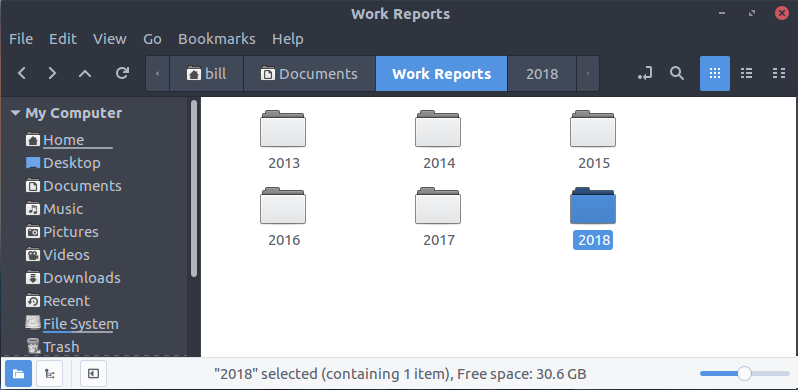 Work Reports
File Edit View Go Bookmarks Help
bill Documents Work Reports 2018
My Computer
Home
Desktop
Documents
Music
Pictures
Videos
Downloads
Recent
File System
Trash
2013 2014 2015
2016 2017 2018
"2018" selected (containing 1 item), Free space: 30.6 GB